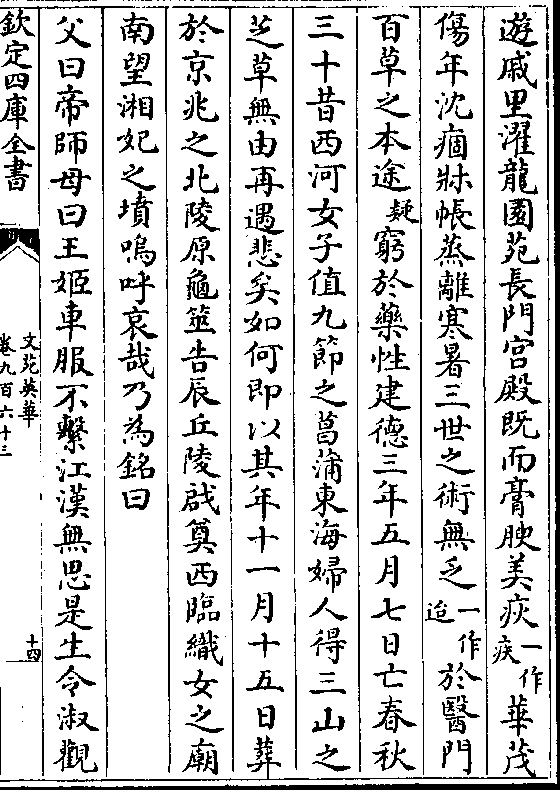 遊戚里濯龍園苑長門宮殿既而膏腴美疢一作疾華茂
傷年沈痼牀帳蒸離寒暑三世之術無乏一作迨於醫門
百草之本途疑窮於藥性建德三年五月七日亡春秋
三十昔西河女子值九節之菖蒲東海婦人得三山之
芝草無由再遇悲矣如何即以其年十一月十五日葬
於京兆之北陵原龜筮告辰丘陵戒奠西臨織女之廟
南望湘妃之墳嗚呼哀哉乃為銘曰
父曰帝師母曰王姬車服不繫江漢無思是生令淑觀
欽定四庫全書
文苑英華
卷九百六十三
十四